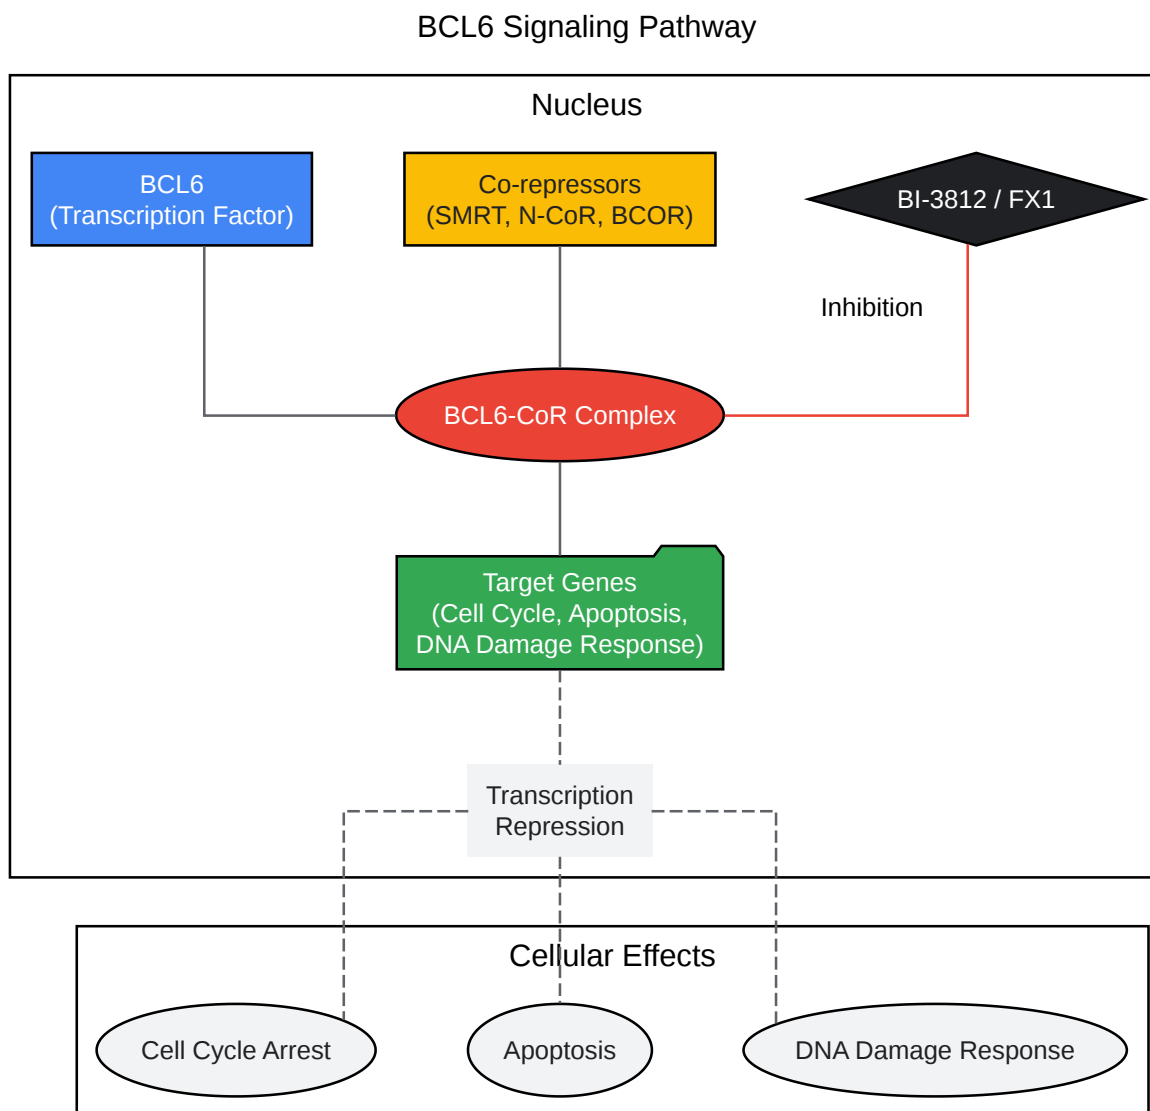 BCL6 Signaling Pathway
Nucleus
BCL6
(Transcription Factor)
Co-repressors
(SMRT, N-CoR, BCOR)
BI-3812 / FX1
Inhibition
BCL6-CoR Complex
Target Genes
(Cell Cycle, Apoptosis,
DNA Damage Response)
Transcription
Repression
Cellular Effects
Cell Cycle Arrest
Apoptosis
DNA Damage Response